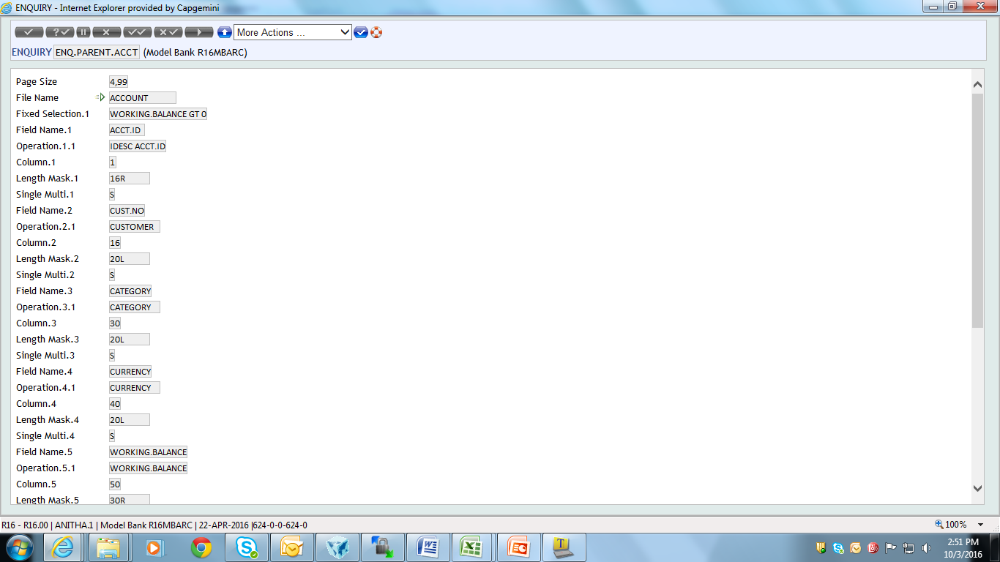 ENQUIRY - Internet Explorer provided by Capgemini
More Actions ...
ENQUIRY ENQ.PARENT.ACCT (Model Bank R16MBARC)
Page Size 4,99
File Name ACCOUNT
Fixed Selection.1 WORKING.BALANCE GT 0
Field Name.1 ACCT.ID
Operation.1.1 IDESC ACCT.ID
Column.1 1
Length Mask.1 16R
Single Multi.1 S
Field Name.2 CUST.NO
Operation.2.1 CUSTOMER
Column.2 16
Length Mask.2 20L
Single Multi.2 S
Field Name.3 CATEGORY
Operation.3.1 CATEGORY
Column.3 30
Length Mask.3 20L
Single Multi.3 S
Field Name.4 CURRENCY
Operation.4.1 CURRENCY
Column.4 40
Length Mask.4 20L
Single Multi.4 S
Field Name.5 WORKING.BALANCE
Operation.5.1 WORKING.BALANCE
Column.5 50
Length Mask.5 30R
R16 - R16.00 | ANITHA.1 | Model Bank R16MBARC | 22-APR-2016 |624-0-0-624-0
100%
2:51 PM
10/3/2016